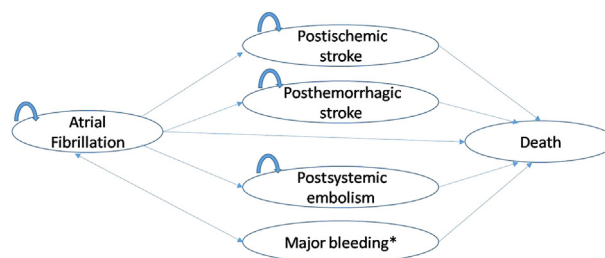 Postischemic
stroke
Posthemorrhagic
stroke
Atrial
Fibrillation
Death
Postsystemic
embolism
Major bleeding*